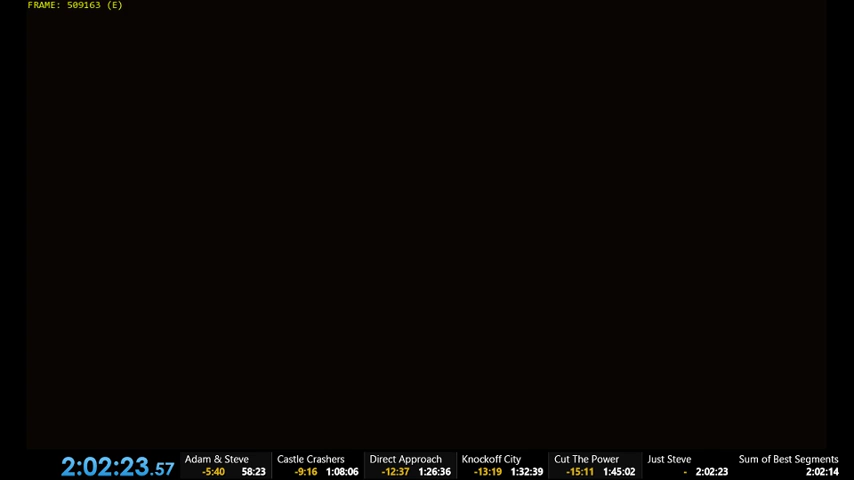 FRAME: 509163 (E)
2:02:23.57
Adam & Steve
-5:40 58:23
Castle Crashers
-9:16 1:08:06
Direct Approach
-12:37 1:26:36
Knockoff City
-13:19 1:32:39
Cut The Power
-15:11 1:45:02
Just Steve
- 2:02:23
Sum of Best Segments
2:02:14